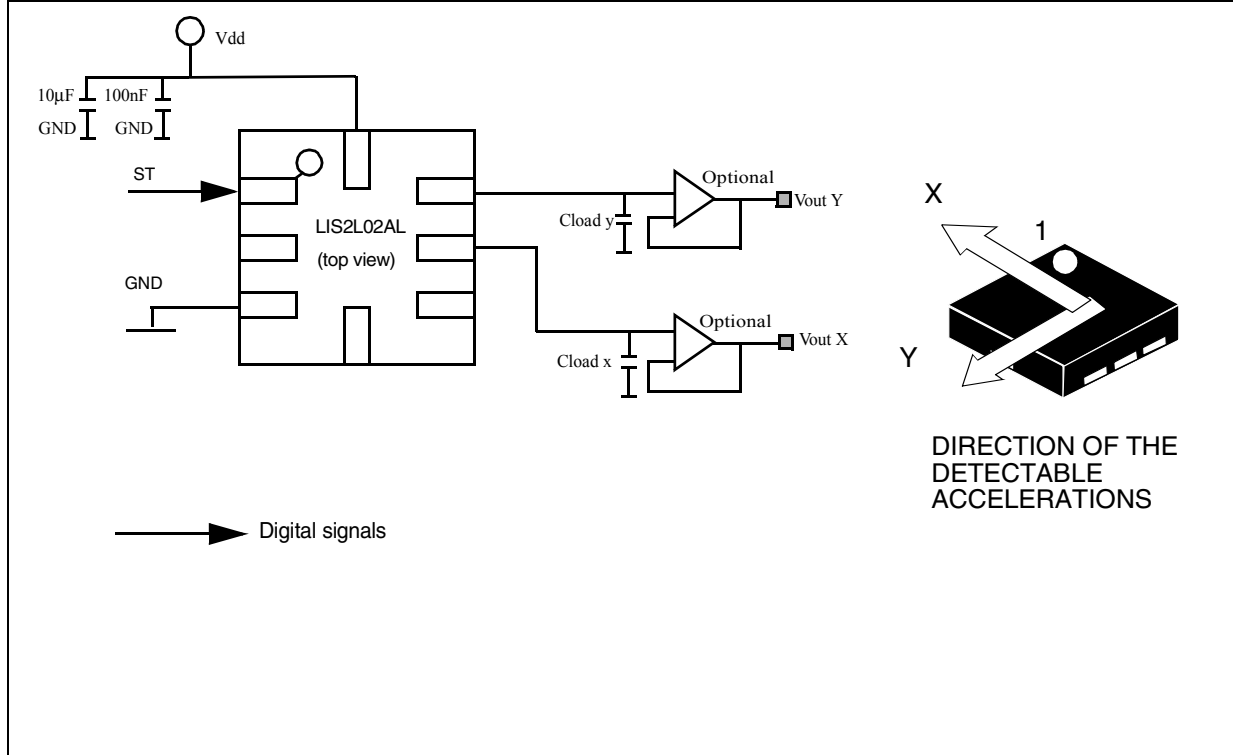 Vdd
10µF 100nF
GND GND
ST
GND
LIS2L02AL
(top view)
Optional
Cload y
Vout Y
Optional
Cload x
Vout X
X
1
Y
DIRECTION OF THE
DETECTABLE
ACCELERATIONS
Digital signals